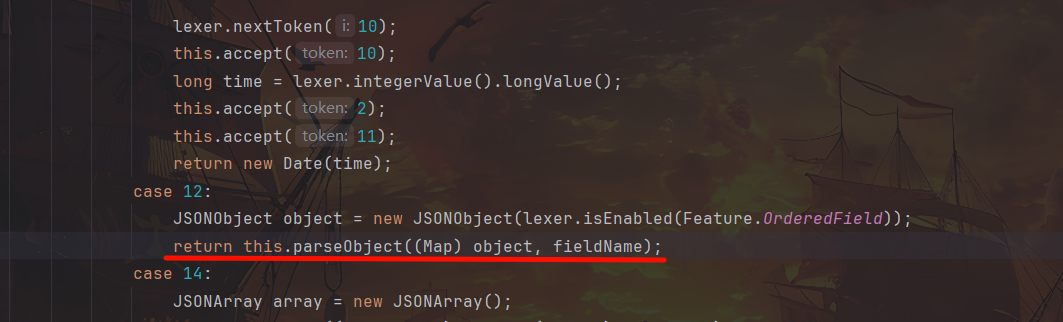 lexer.nextToken( i: 10);
this.accept( token: 10);
long time = lexer.integerValue().longValue();
this.accept( token: 2);
this.accept( token: 11);
return new Date(time);
case 12:
JSONObject object = new JSONObject(lexer.isEnabled(Feature.OrderedField));
return this.parseObject((Map) object, fieldName);
case 14:
JSONArray array = new JSONArray();